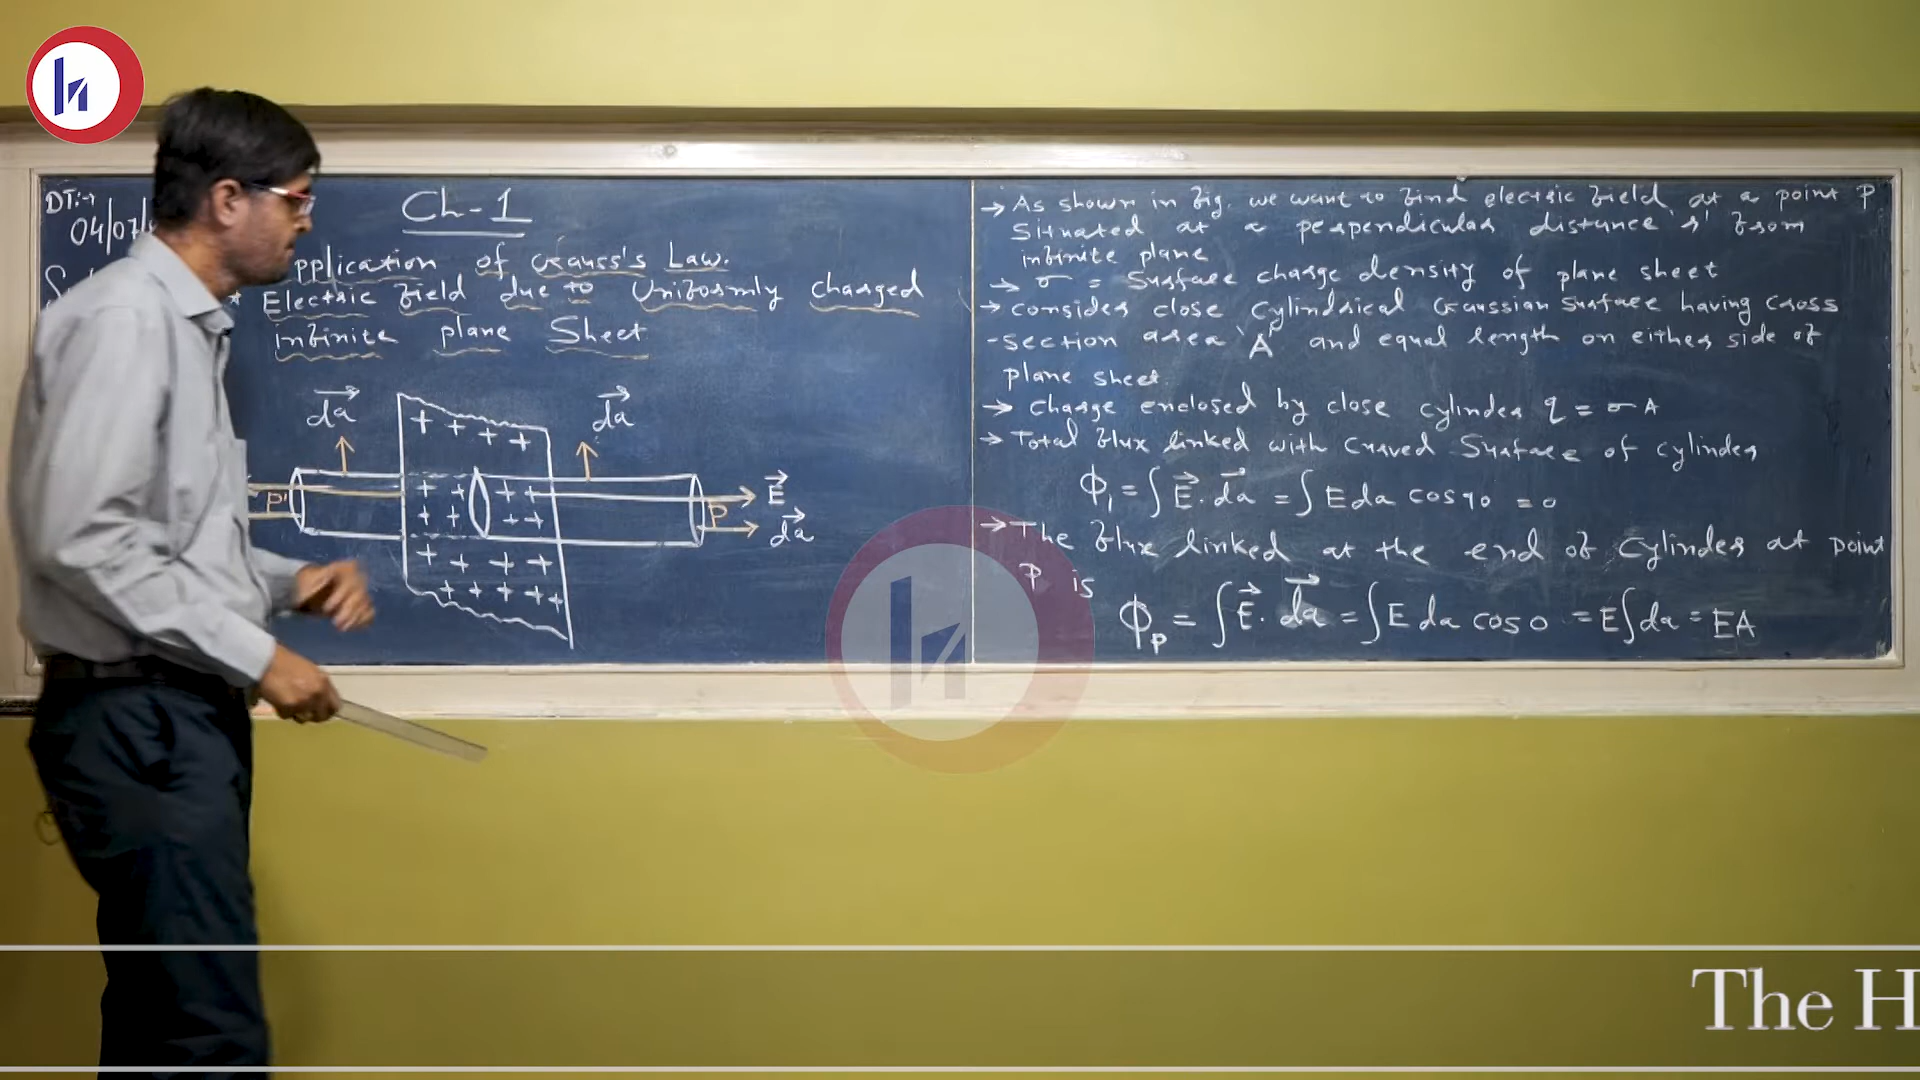 DT:→
04/07/
Ch-1
pplication of Gauss's Law.
* Electric field due to Uniformly charged
infinite plane Sheet
da
da
P'
P
E
da
→ As shown in fig. we want to find electric field at a point P
Situated at a perpendicular distance 'r' from
infinite plane
→ σ = Surface charge density of plane sheet
→ consider close Cylindrical Gaussian Surface having cross
-section area 'A' and equal length on either side of
plane sheet.
→ charge enclosed by close cylinder q = σA
→ Total flux linked with Curved Surface of cylinder
ϕ₁ = ∫ E⃗ · da⃗ = ∫ E da cos 90 = 0
→ The flux linked at the end of cylinder at point
P is
ϕₚ = ∫ E⃗ · da⃗ = ∫ E da cos 0 = E∫da = EA
The H